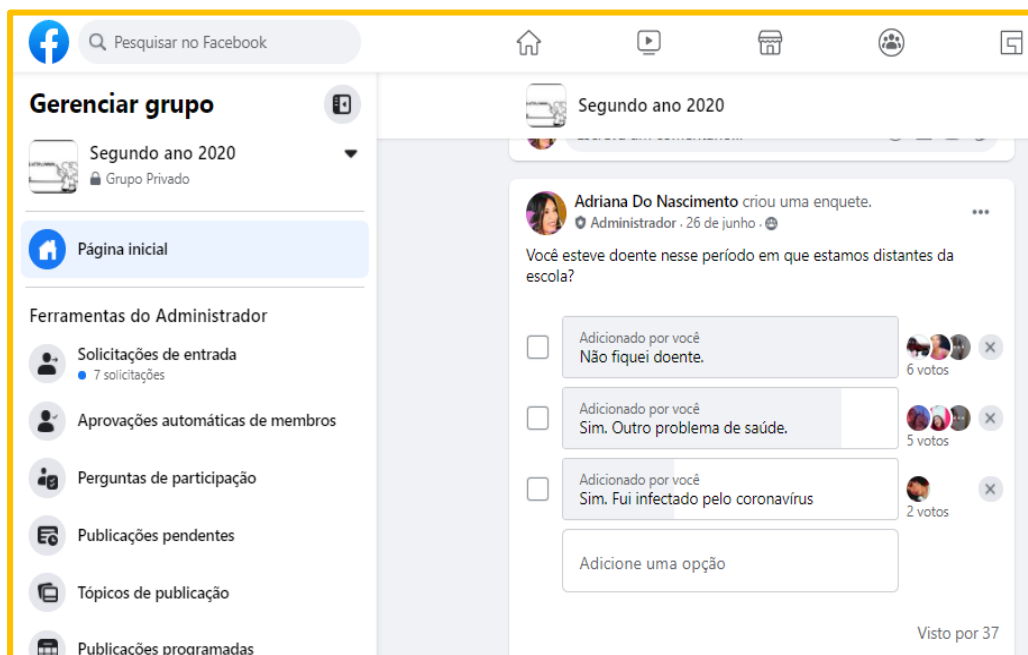 Pesquisar no Facebook
Gerenciar grupo
Segundo ano 2020
Grupo Privado
Página inicial
Ferramentas do Administrador
Solicitações de entrada
7 solicitações
Aprovações automáticas de membros
Perguntas de participação
Publicações pendentes
Tópicos de publicação
Publicações programadas
Segundo ano 2020
Adriana Do Nascimento criou uma enquete.
Administrador · 26 de junho ·
Você esteve doente nesse período em que estamos distantes da
escola?
Adicionado por você
Não fiquei doente.
6 votos
Adicionado por você
Sim. Outro problema de saúde.
5 votos
Adicionado por você
Sim. Fui infectado pelo coronavírus
2 votos
Adicione uma opção
Visto por 37